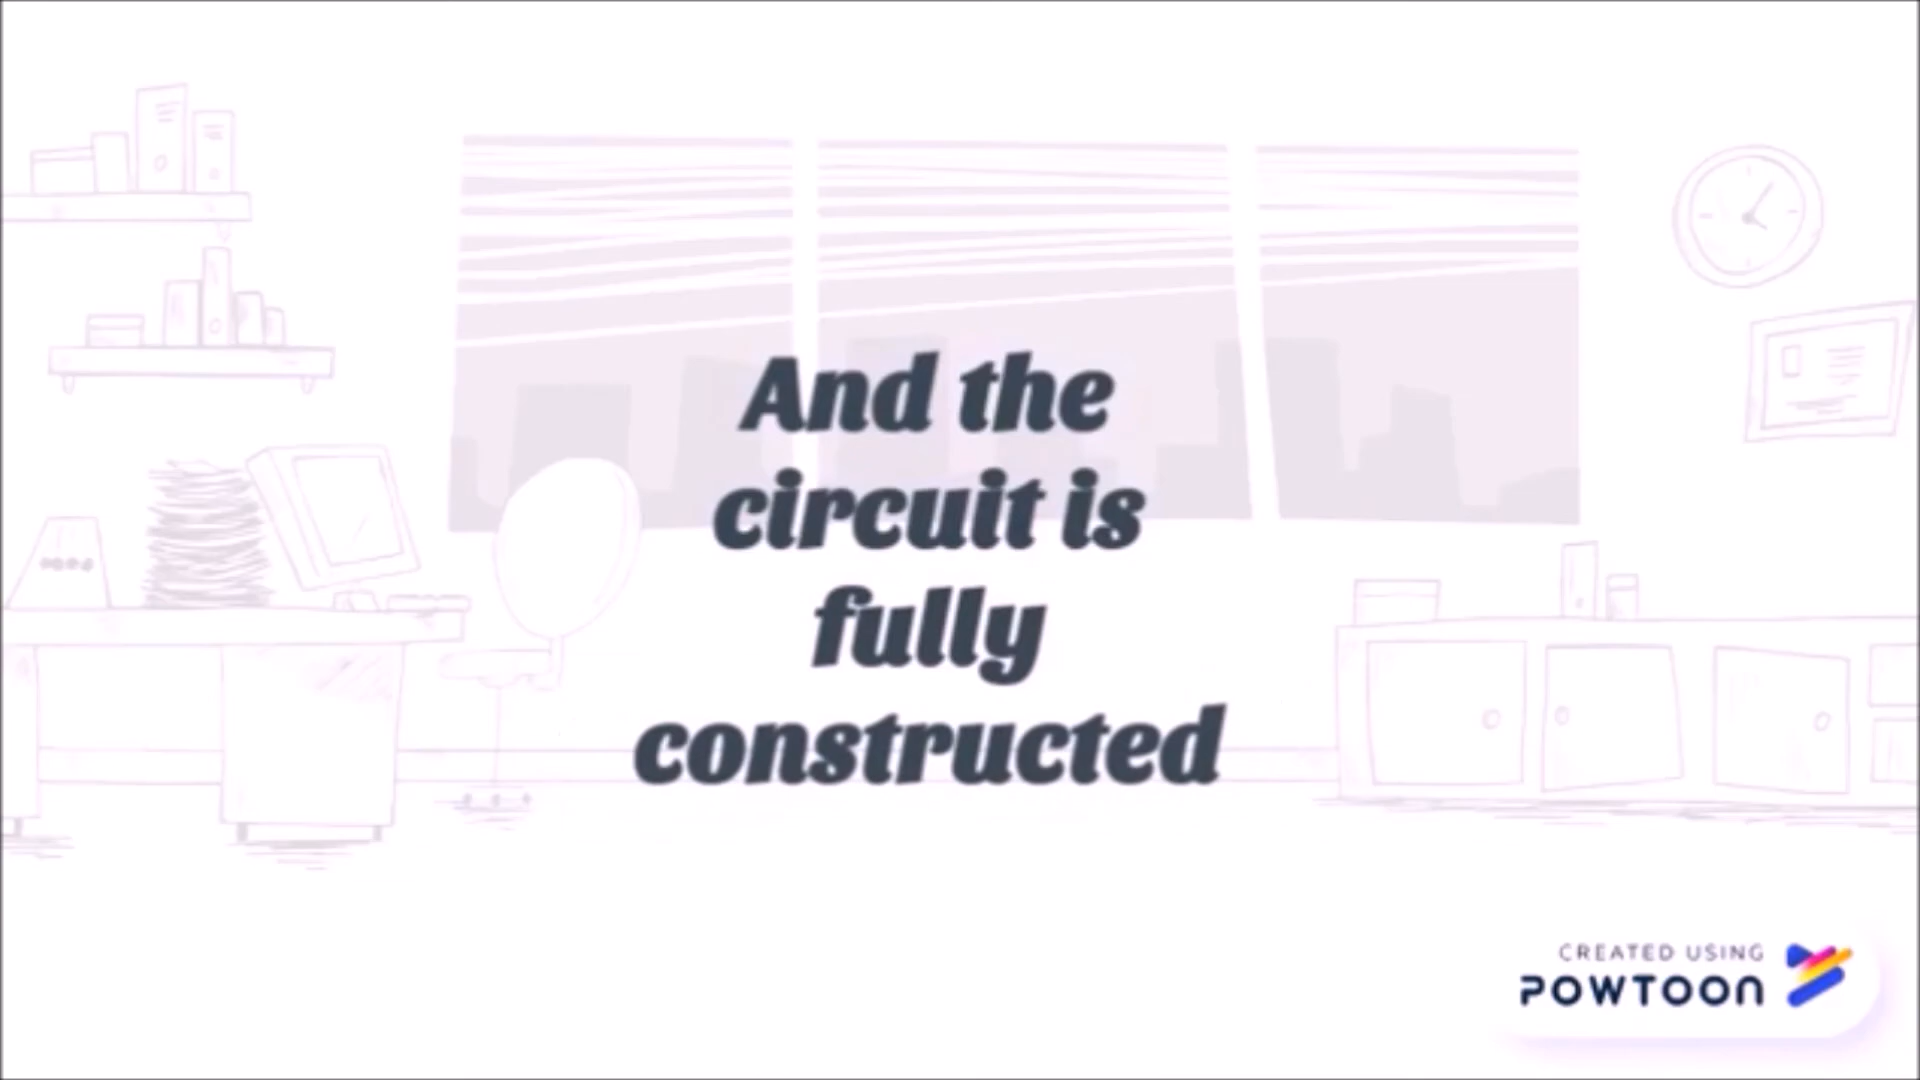 And the
circuit is
fully
constructed
CREATED USING
POWTOON